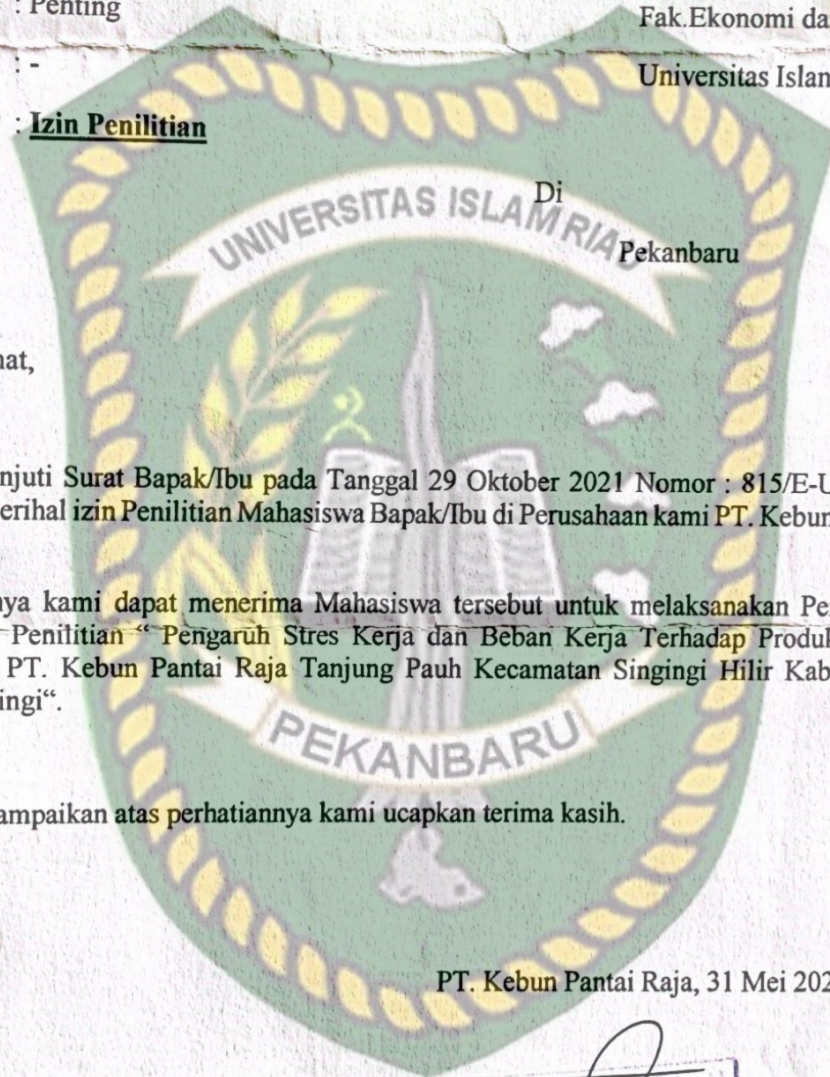 : Penting
Fak.Ekonomi da
: -
Universitas Islam
: Izin Penilitian
Di
UNIVERSITAS ISLAM RIAU
Pekanbaru
nat,
njuti Surat Bapak/Ibu pada Tanggal 29 Oktober 2021 Nomor : 815/E-U
erihal izin Penilitian Mahasiswa Bapak/Ibu di Perusahaan kami PT. Kebun
nya kami dapat menerima Mahasiswa tersebut untuk melaksanakan Pe
Penilitian “ Pengaruh Stres Kerja dan Beban Kerja Terhadap Produk
PT. Kebun Pantai Raja Tanjung Pauh Kecamatan Singingi Hilir Kab
ingi“.
PEKANBARU
ampaikan atas perhatiannya kami ucapkan terima kasih.
PT. Kebun Pantai Raja, 31 Mei 202